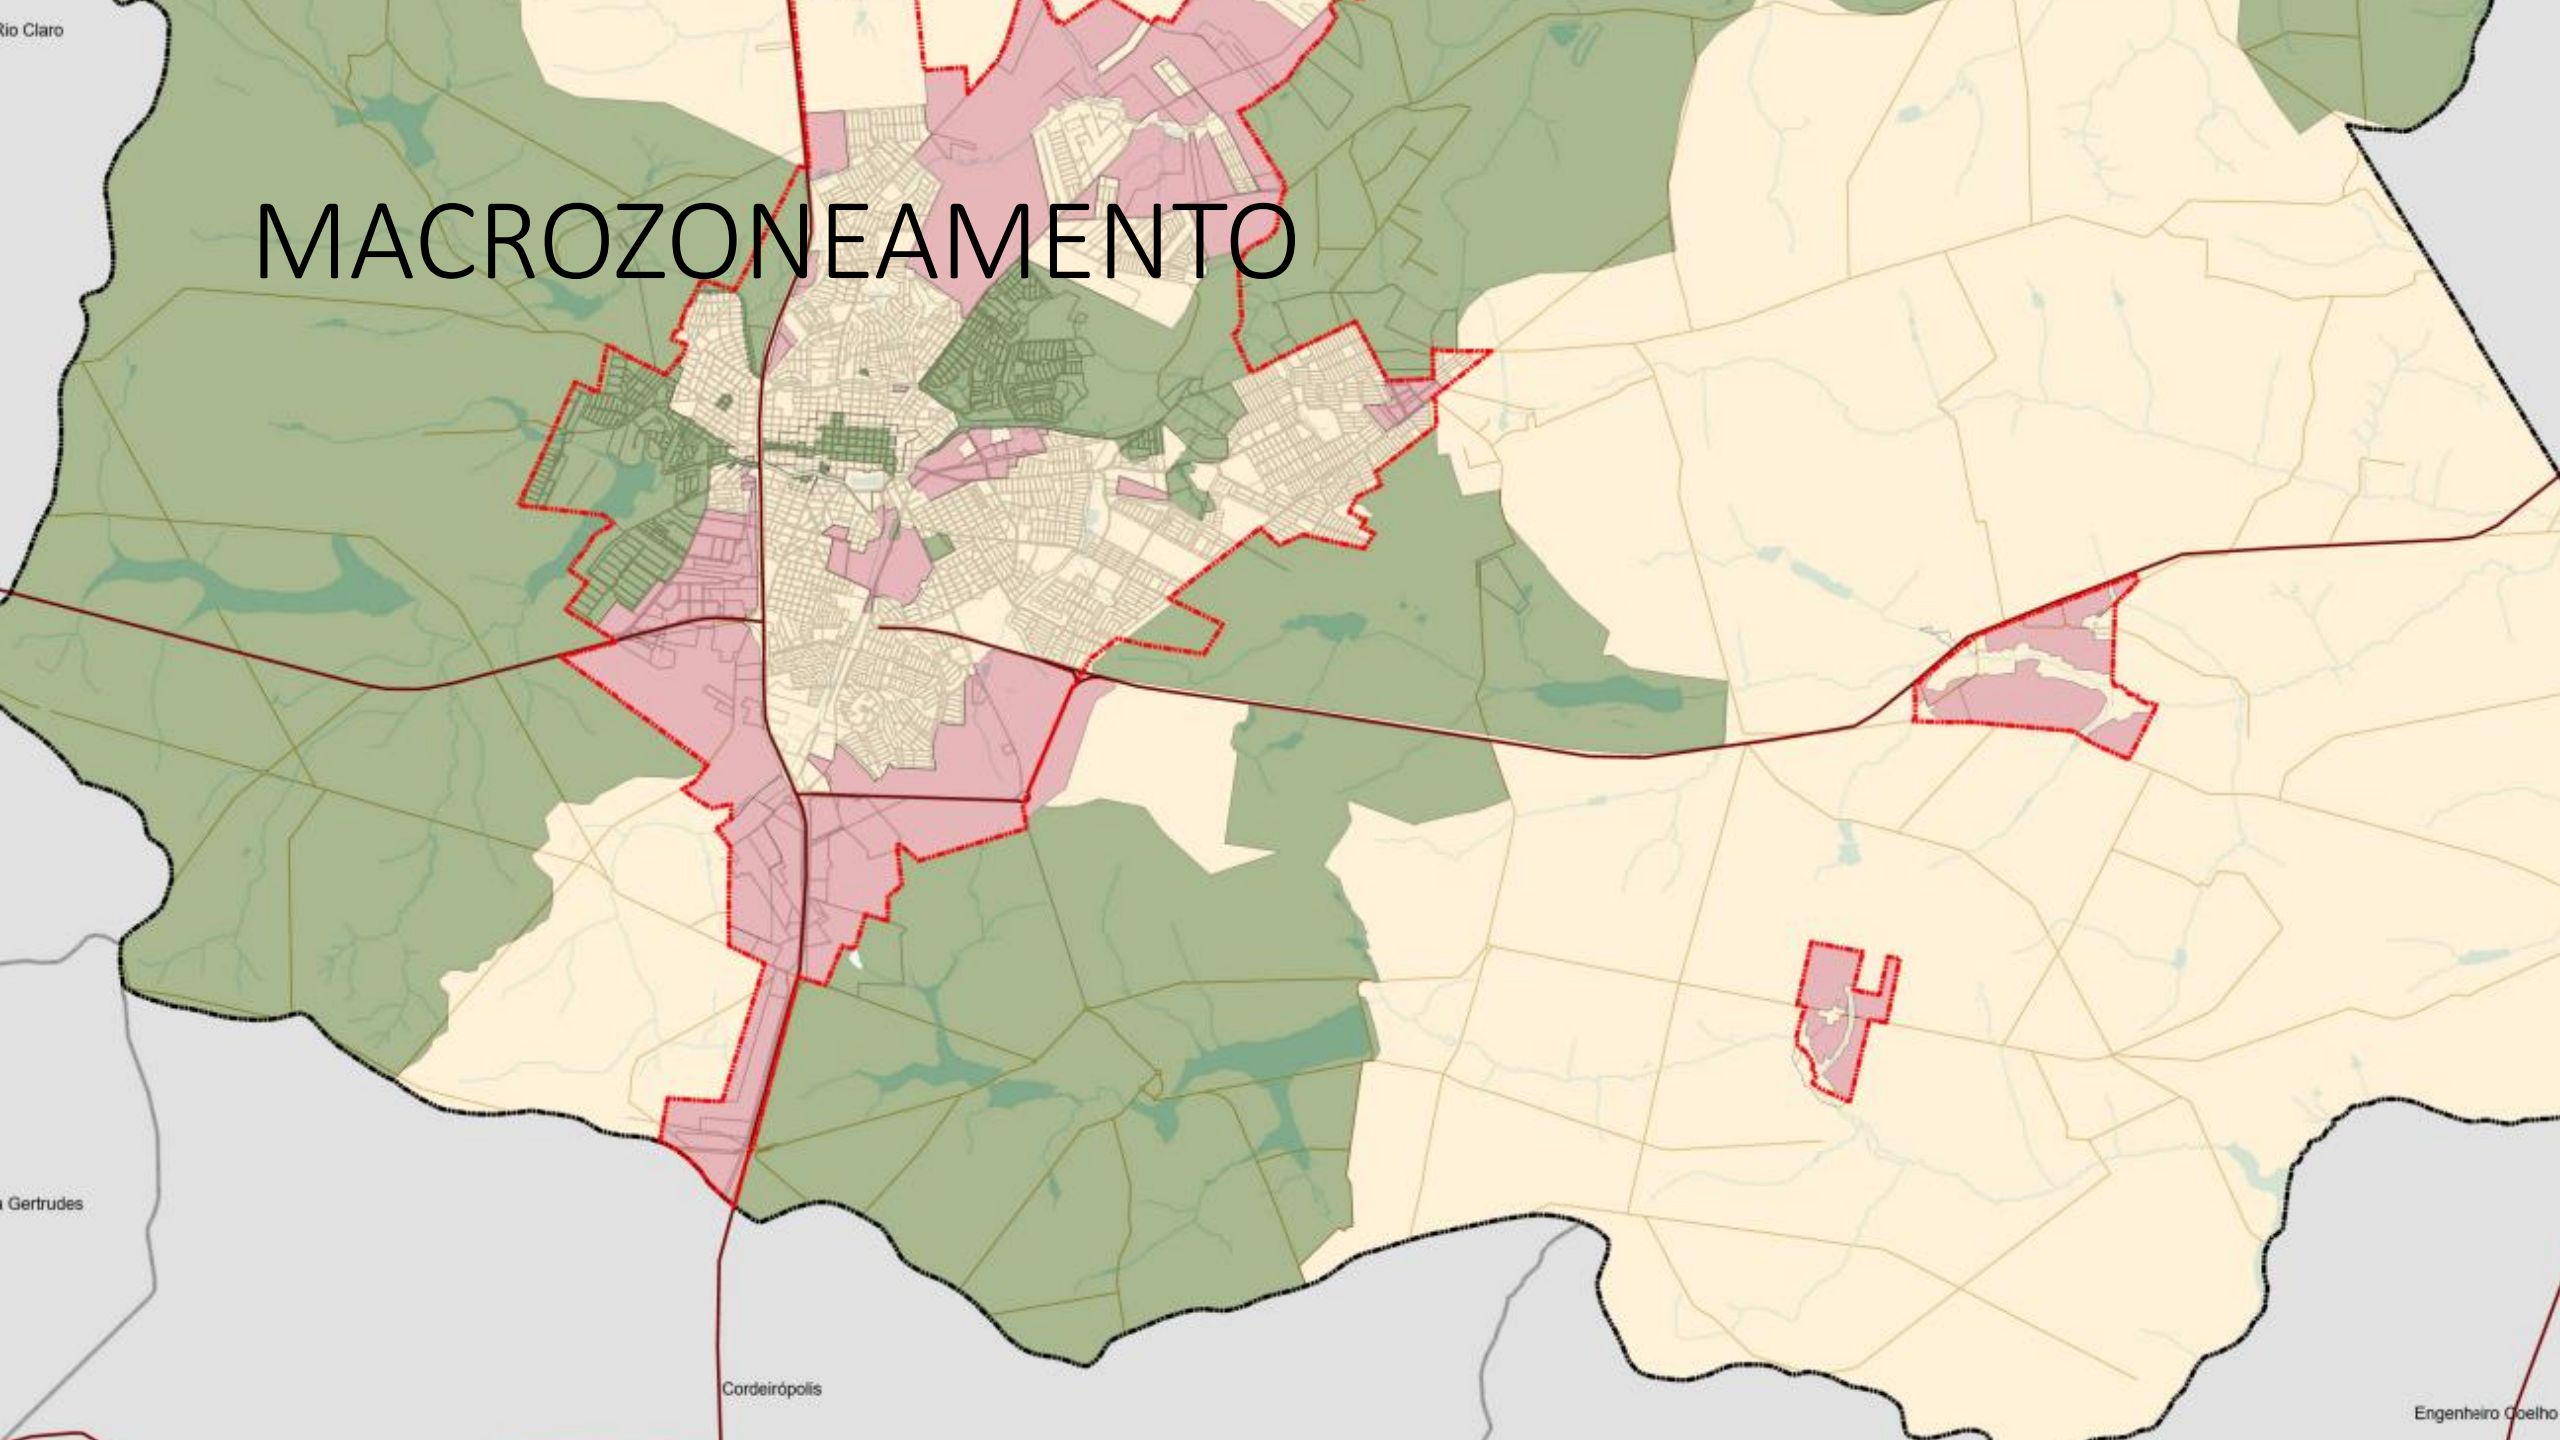 Rio Claro
MACROZONEAMENTO
Gertrudes
Cordeirópolis
Engenheiro Coelho